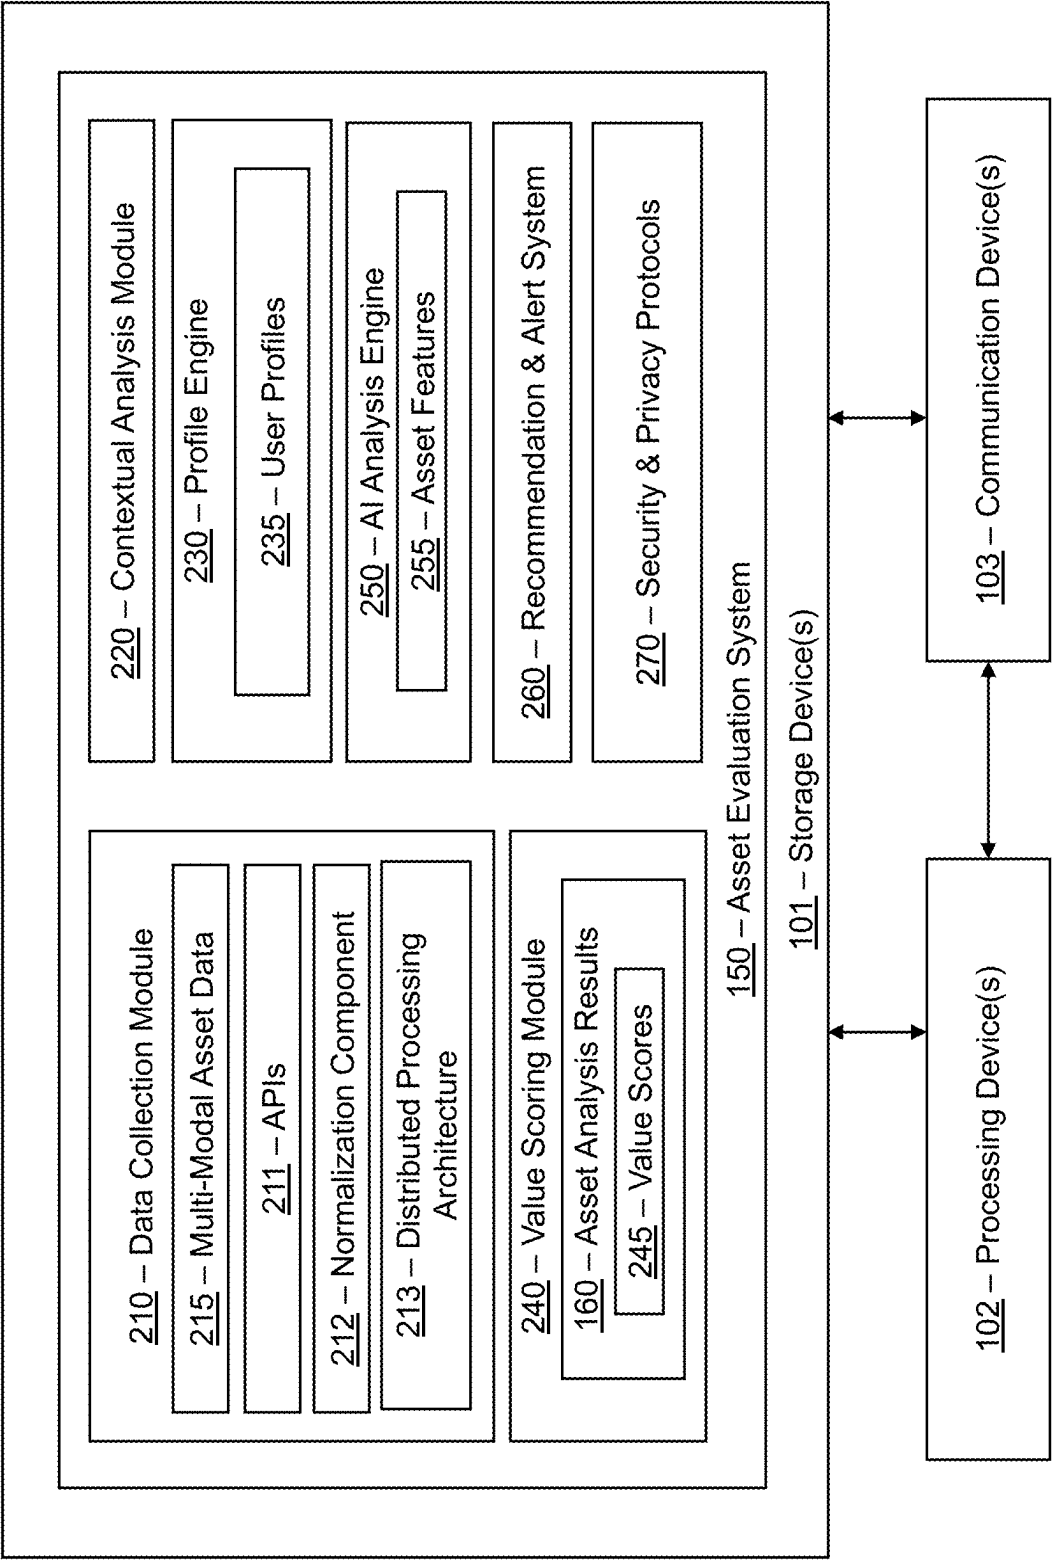 210 – Data Collection Module
215 – Multi-Modal Asset Data
211 – APIs
212 – Normalization Component
213 – Distributed Processing
Architecture
240 – Value Scoring Module
160 – Asset Analysis Results
245 – Value Scores
220 – Contextual Analysis Module
230 – Profile Engine
235 – User Profiles
250 – AI Analysis Engine
255 – Asset Features
260 – Recommendation & Alert System
270 – Security & Privacy Protocols
150 – Asset Evaluation System
101 – Storage Device(s)
102 – Processing Device(s)
103 – Communication Device(s)